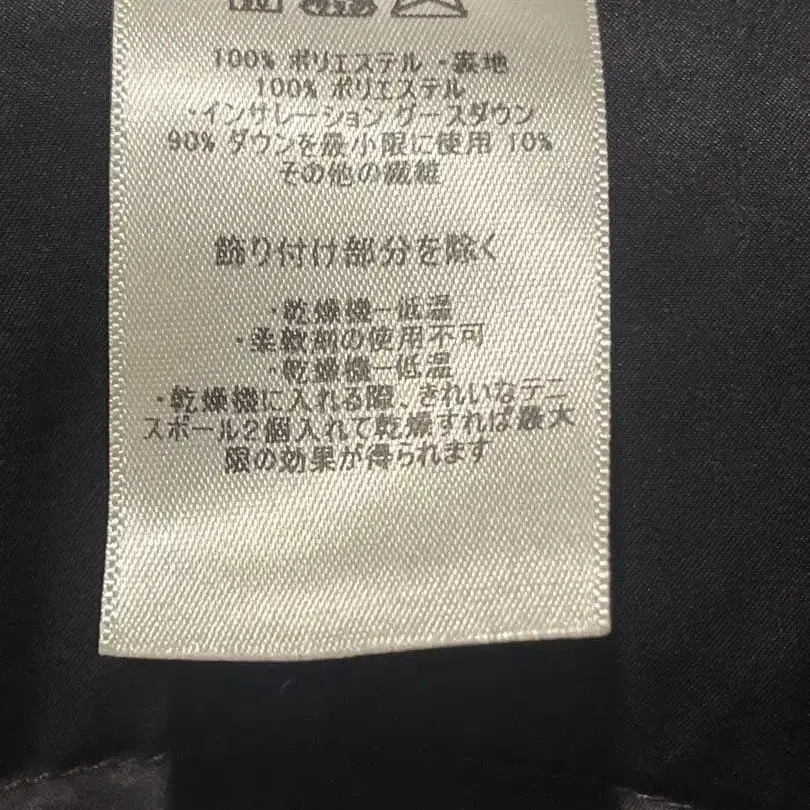 100% ポリエステル ・裏地
100% ポリエステル
・インサレーション グースダウン
90% ダウンを最小限に使用 10%
その他の繊維
飾り付け部分を除く
・乾燥機－低温
・柔軟剤の使用不可
・乾燥機－低温
・乾燥機に入れる際、きれいなテニ
スボール2個入れて乾燥すれば最大
限の効果が得られます